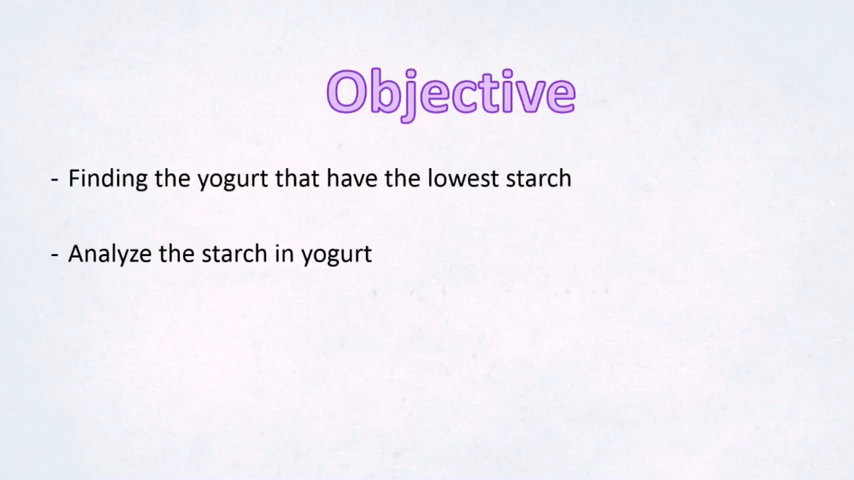 Objective
- Finding the yogurt that have the lowest starch
- Analyze the starch in yogurt